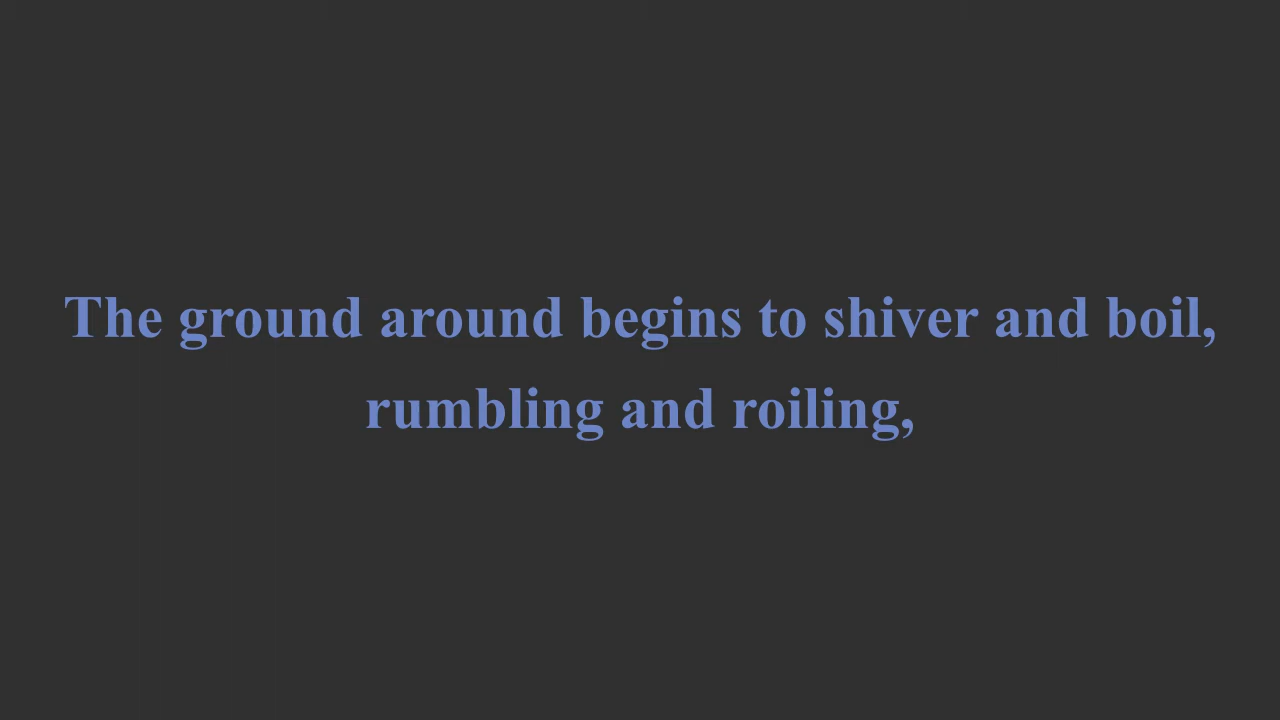 The ground around begins to shiver and boil,
rumbling and roiling,